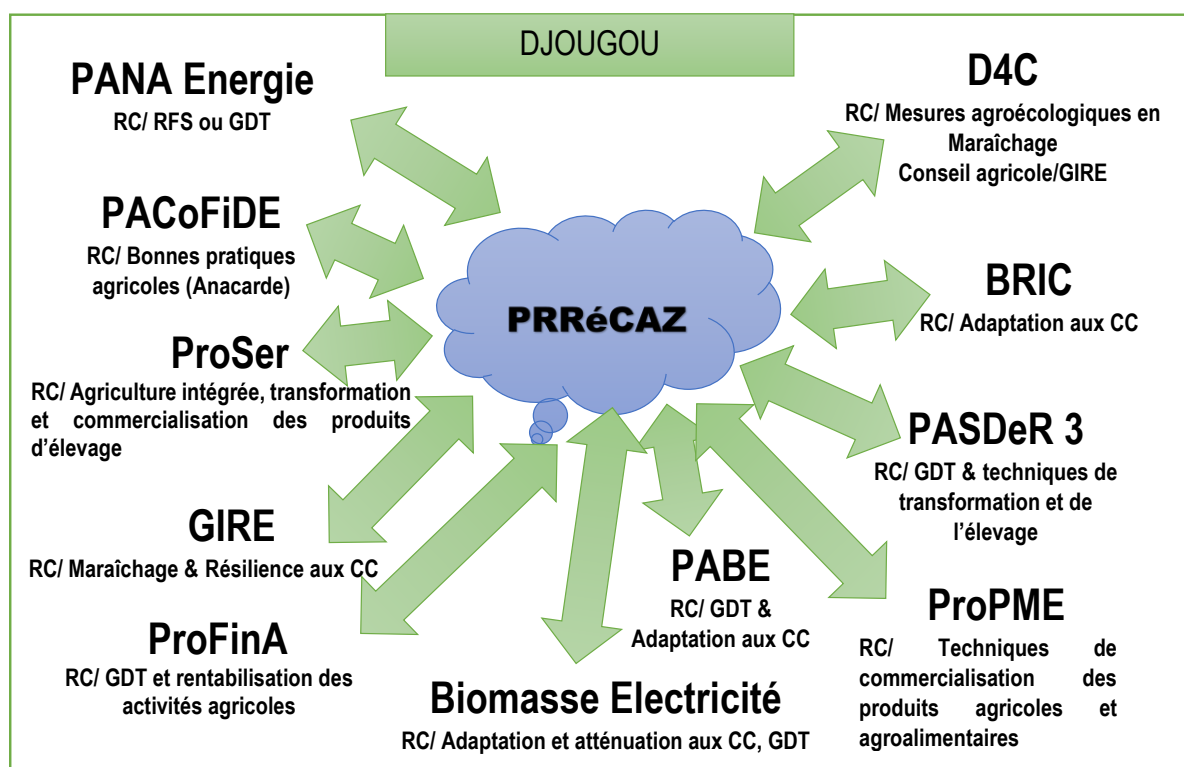 DJOUGOU
PANA Energie
RC/ RFS ou GDT
PACoFiDE
RC/ Bonnes pratiques
agricoles (Anacarde)
ProSer
RC/ Agriculture intégrée, transformation
et commercialisation des produits
d’élevage
GIRE
RC/ Maraîchage & Résilience aux CC
ProFinA
RC/ GDT et rentabilisation des
activités agricoles
PRRéCAZ
Biomasse Electricité
RC/ Adaptation et atténuation aux CC, GDT
PABE
RC/ GDT &
Adaptation aux CC
D4C
RC/ Mesures agroécologiques en
Maraîchage
Conseil agricole/GIRE
BRIC
RC/ Adaptation aux CC
PASDeR 3
RC/ GDT & techniques de
transformation et de
l’élevage
ProPME
RC/ Techniques de
commercialisation des
produits agricoles et
agroalimentaires